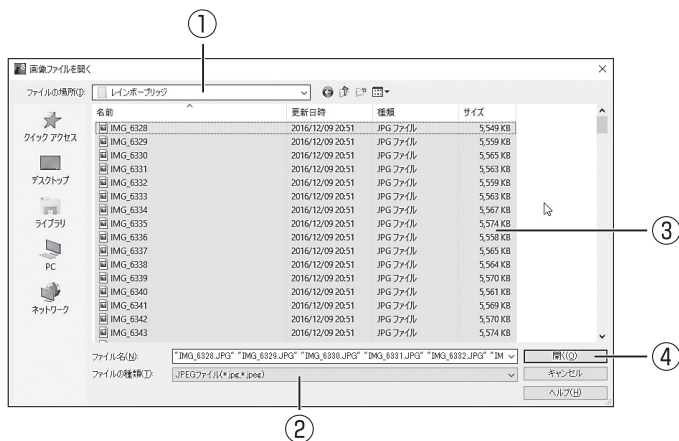 ①
画像ファイルを開く
ファイルの場所(I): レインボーブリッジ
名前 更新日時 種類 サイズ
IMG_6328 2016/12/09 20:51 JPG ファイル 5,549 KB
IMG_6329 2016/12/09 20:51 JPG ファイル 5,559 KB
IMG_6330 2016/12/09 20:51 JPG ファイル 5,565 KB
IMG_6331 2016/12/09 20:51 JPG ファイル 5,563 KB
IMG_6332 2016/12/09 20:51 JPG ファイル 5,559 KB
IMG_6333 2016/12/09 20:51 JPG ファイル 5,563 KB
IMG_6334 2016/12/09 20:51 JPG ファイル 5,567 KB
IMG_6335 2016/12/09 20:51 JPG ファイル 5,574 KB
IMG_6336 2016/12/09 20:51 JPG ファイル 5,558 KB
IMG_6337 2016/12/09 20:51 JPG ファイル 5,565 KB
IMG_6338 2016/12/09 20:51 JPG ファイル 5,564 KB
IMG_6339 2016/12/09 20:51 JPG ファイル 5,570 KB
IMG_6340 2016/12/09 20:51 JPG ファイル 5,561 KB
IMG_6341 2016/12/09 20:51 JPG ファイル 5,569 KB
IMG_6342 2016/12/09 20:51 JPG ファイル 5,570 KB
IMG_6343 2016/12/09 20:51 JPG ファイル 5,574 KB
クイック アクセス
デスクトップ
ライブラリ
PC
ネットワーク
③
ファイル名(N): "IMG_6328.JPG" "IMG_6329.JPG" "IMG_6330.JPG" "IMG_6331.JPG" "IMG_6332.JPG" "IM 開く(O)
④
ファイルの種類(T): JPEGファイル(*.jpg,*.jpeg) キャンセル
ヘルプ(H)
②